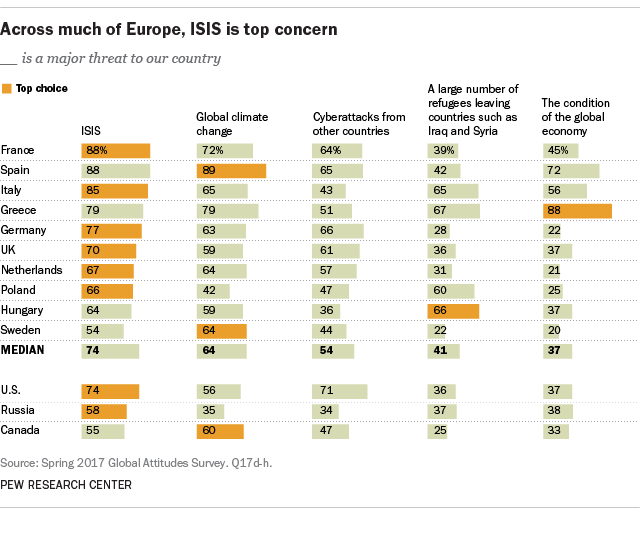 Across much of Europe, ISIS is top concern
__ is a major threat to our country
Top choice
ISIS
Global climate
change
Cyberattacks from
other countries
A large number of
refugees leaving
countries such as
Iraq and Syria
The condition
of the global
economy
France 88% 72% 64% 39% 45%
Spain 88 89 65 42 72
Italy 85 65 43 65 56
Greece 79 79 51 67 88
Germany 77 63 66 28 22
UK 70 59 61 36 37
Netherlands 67 64 57 31 21
Poland 66 42 47 60 25
Hungary 64 59 36 66 37
Sweden 54 64 44 22 20
MEDIAN 74 64 54 41 37
U.S. 74 56 71 36 37
Russia 58 35 34 37 38
Canada 55 60 47 25 33
Source: Spring 2017 Global Attitudes Survey. Q17d-h.
PEW RESEARCH CENTER